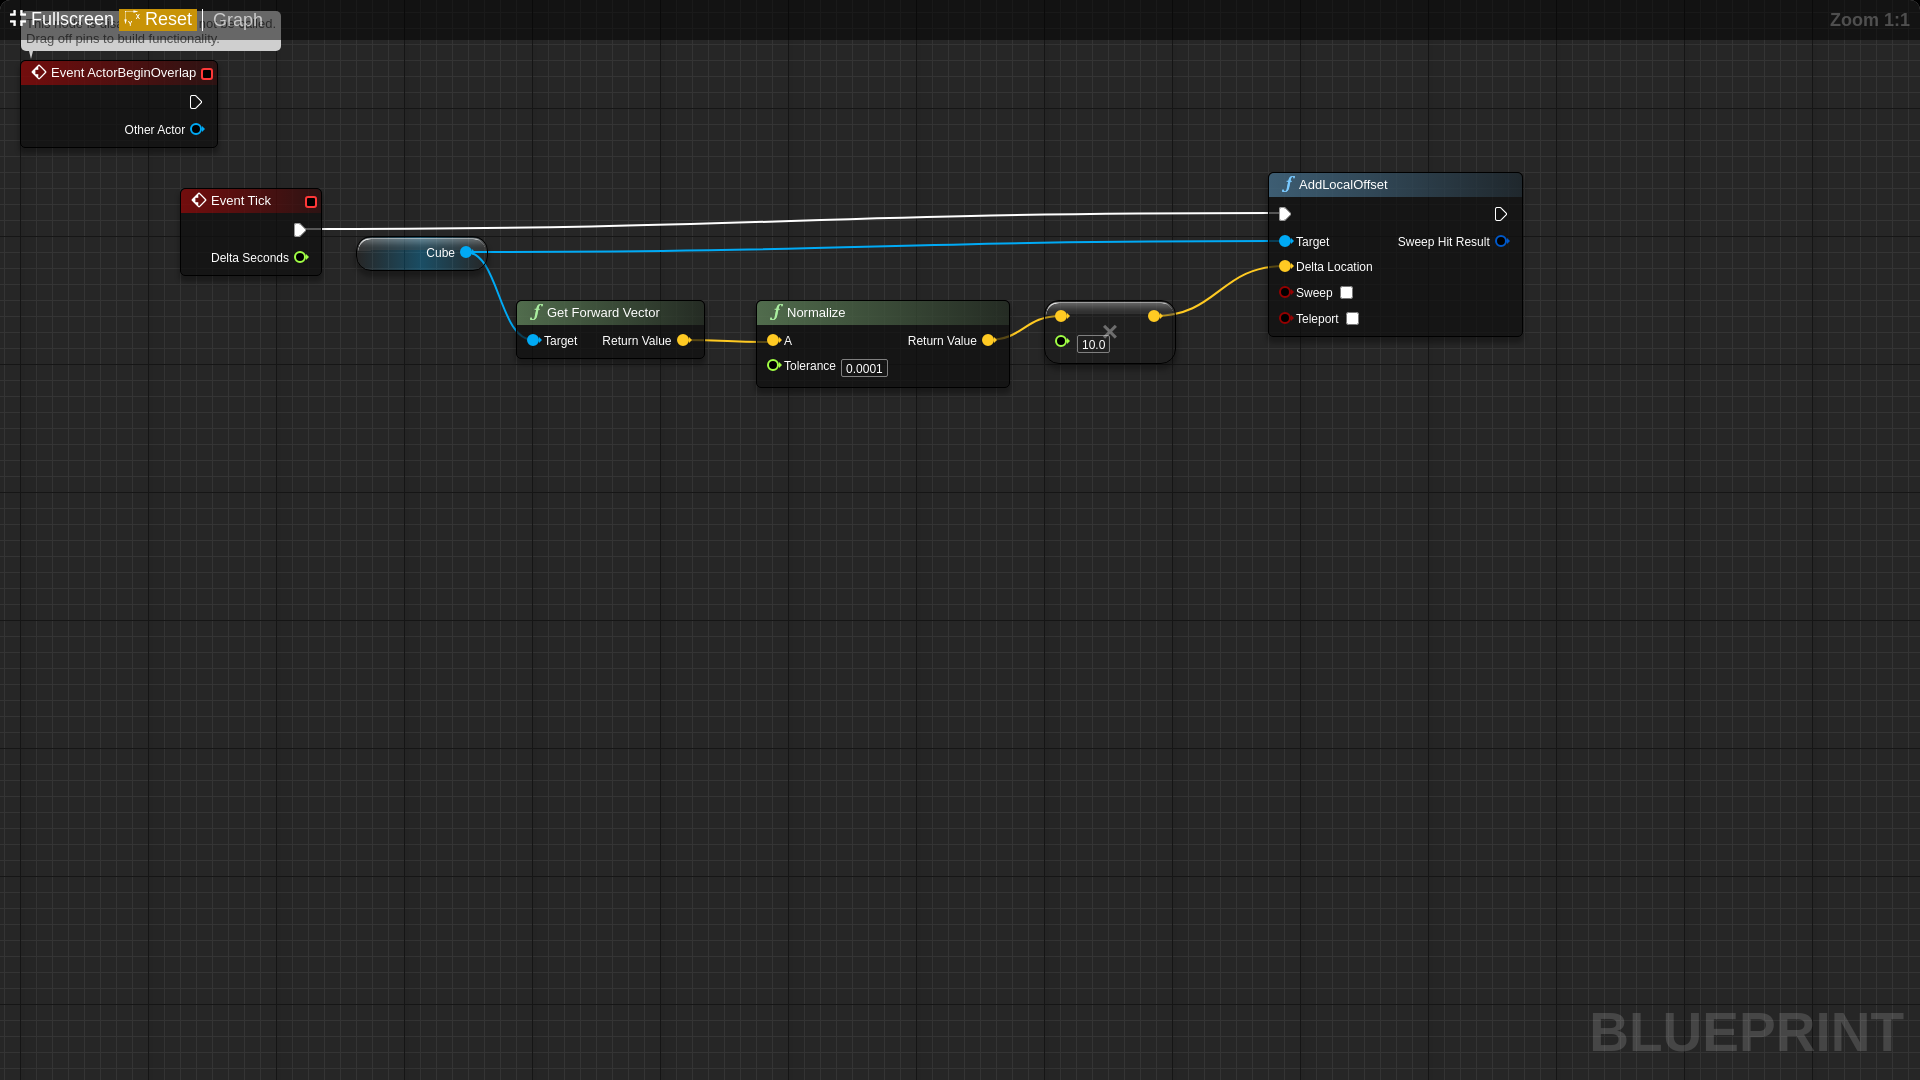 Fullscreen Reset Graph
Zoom 1:1
Drag off pins to build functionality.
Event ActorBeginOverlap
Other Actor
Event Tick
Delta Seconds
Cube
Get Forward Vector
Target Return Value
Normalize
A Return Value
Tolerance 0.0001
10.0
AddLocalOffset
Target Sweep Hit Result
Delta Location
Sweep
Teleport
BLUEPRINT